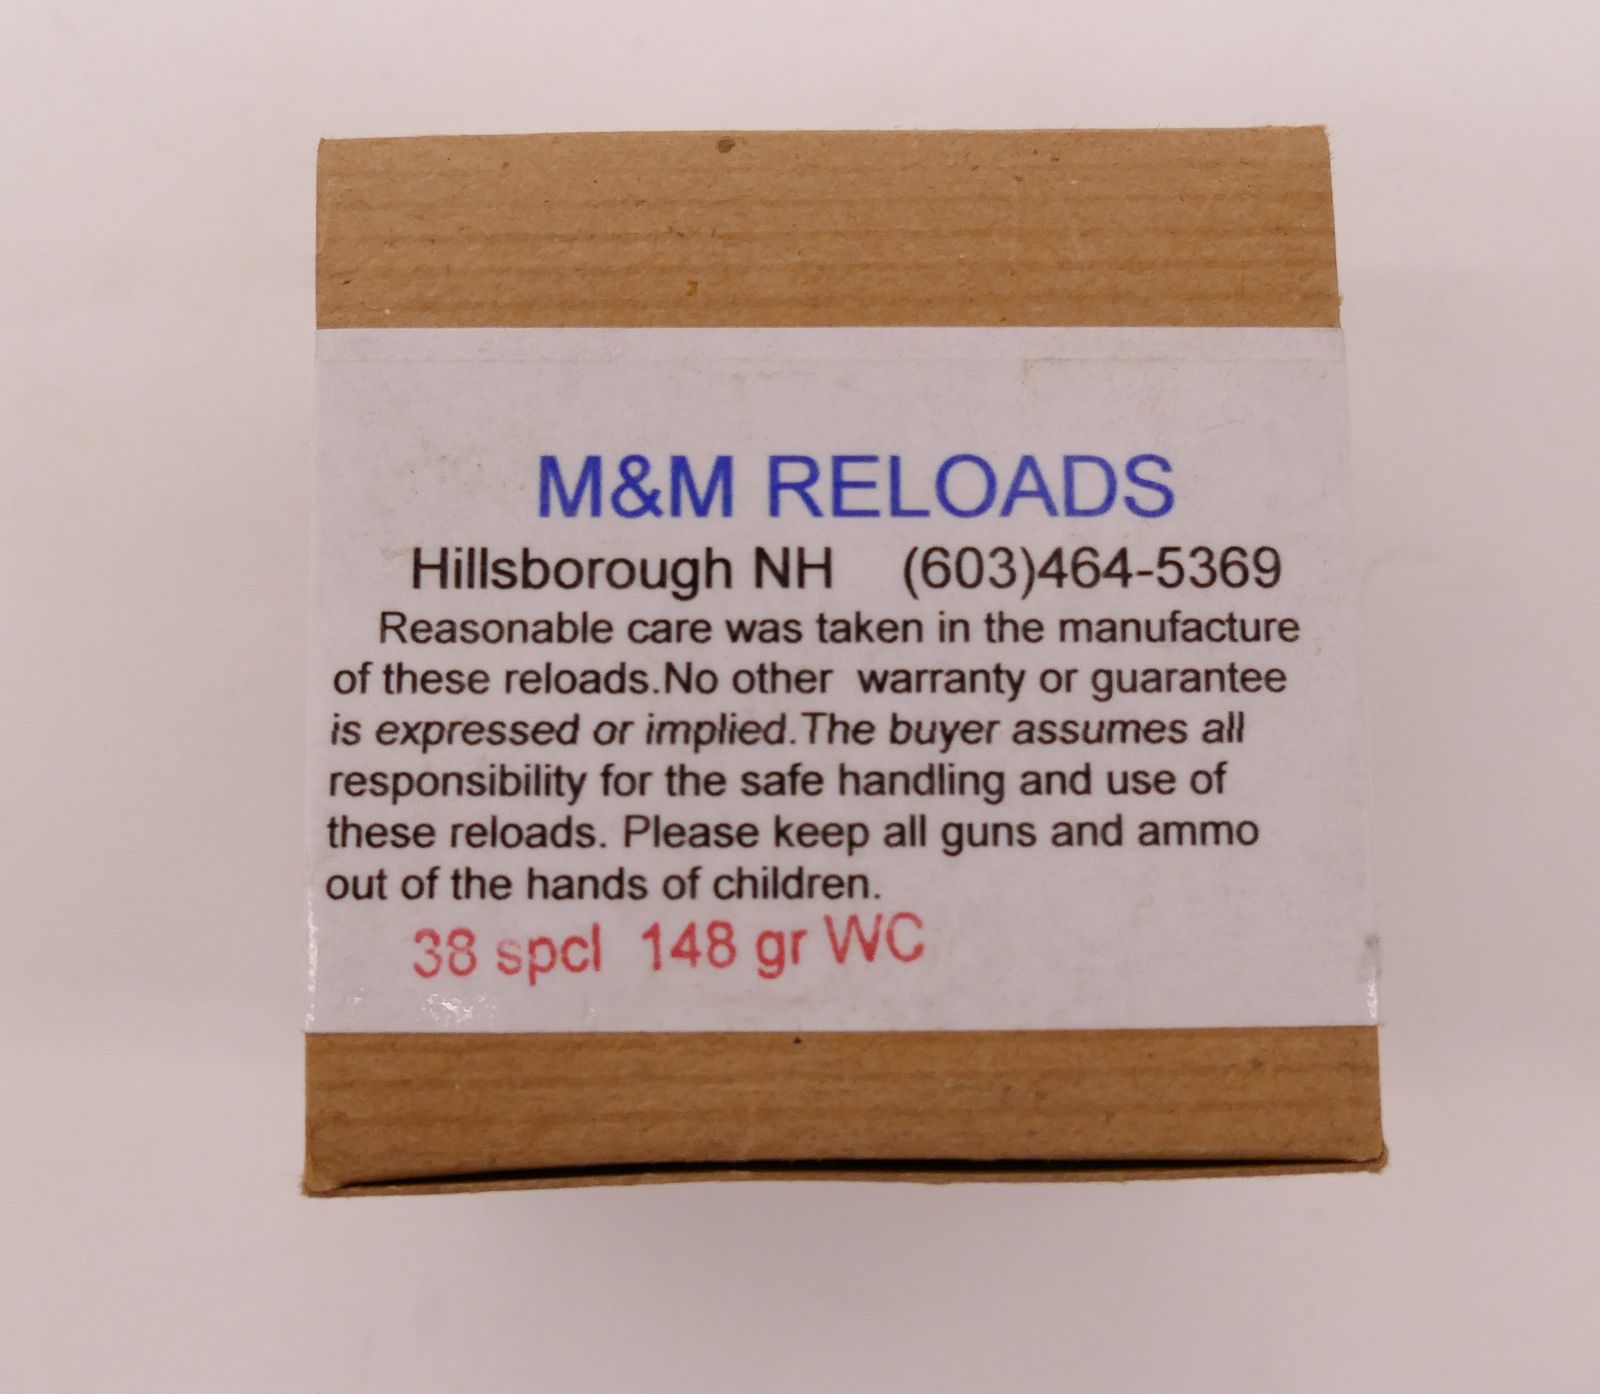 M&M RELOADS
Hillsborough NH (603)464-5369
Reasonable care was taken in the manufacture
of these reloads.No other warranty or guarantee
is expressed or implied.The buyer assumes all
responsibility for the safe handling and use of
these reloads. Please keep all guns and ammo
out of the hands of children.
38 spcl 148 gr WC